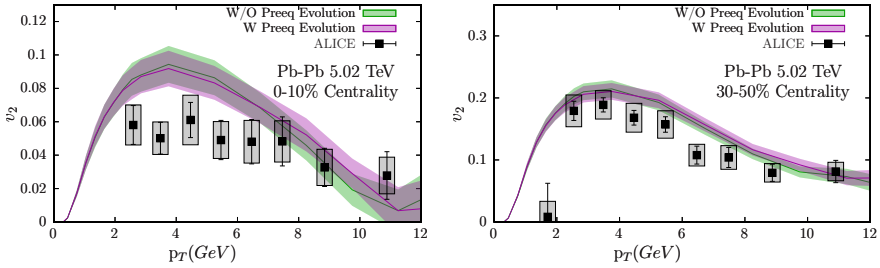 W/O Preeq Evolution
W Preeq Evolution
ALICE
Pb-Pb 5.02 TeV
0-10% Centrality
v2
0.12
0.1
0.08
0.06
0.04
0.02
0
0 2 4 6 8 10 12
pT(GeV)
W/O Preeq Evolution
W Preeq Evolution
ALICE
Pb-Pb 5.02 TeV
30-50% Centrality
v2
0.3
0.2
0.1
0
0 2 4 6 8 10 12
pT(GeV)